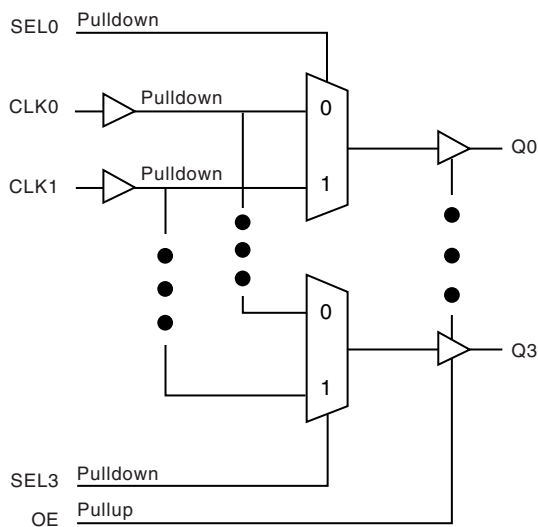 SEL0 Pulldown
CLK0 Pulldown
0
Q0
CLK1 Pulldown
1
0
Q3
1
SEL3 Pulldown
OE Pullup